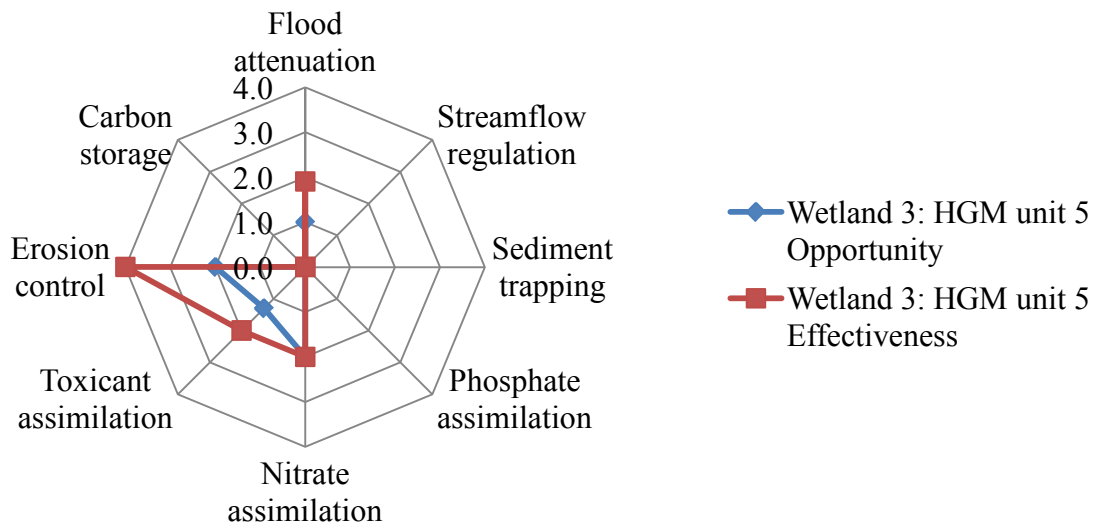 Flood
attenuation
4.0
Carbon
storage
Streamflow
regulation
3.0
2.0
1.0
Erosion
control
0.0
Sediment
trapping
Wetland 3: HGM unit 5
Opportunity
Wetland 3: HGM unit 5
Effectiveness
Toxicant
assimilation
Phosphate
assimilation
Nitrate
assimilation